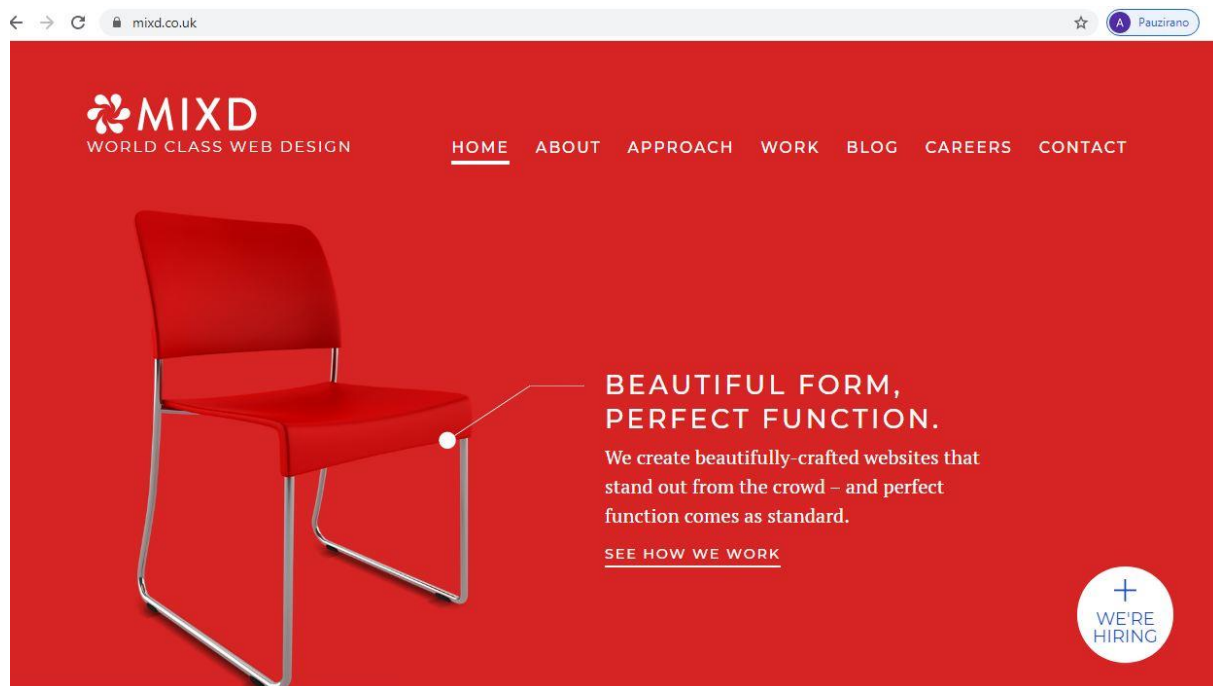 mixd.co.uk
A Pauzirano
MIXD
WORLD CLASS WEB DESIGN
HOME ABOUT APPROACH WORK BLOG CAREERS CONTACT
BEAUTIFUL FORM,
PERFECT FUNCTION.
We create beautifully-crafted websites that
stand out from the crowd – and perfect
function comes as standard.
SEE HOW WE WORK
+
WE'RE
HIRING